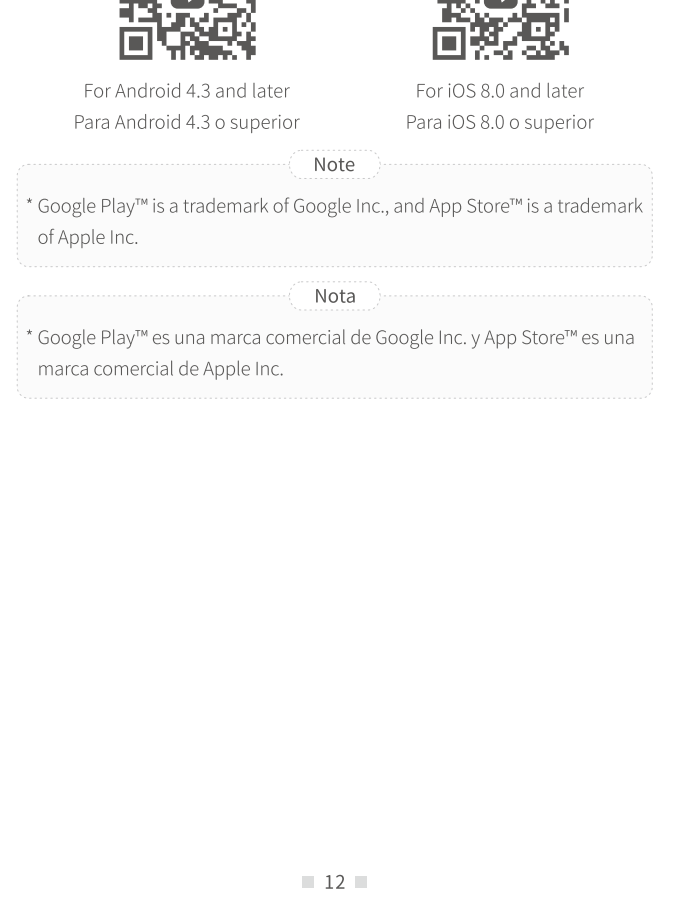 For Android 4.3 and later
Para Android 4.3 o superior
For iOS 8.0 and later
Para iOS 8.0 o superior
Note
* Google Play™ is a trademark of Google Inc., and App Store™ is a trademark
of Apple Inc.
Nota
* Google Play™ es una marca comercial de Google Inc. y App Store™ es una
marca comercial de Apple Inc.
12